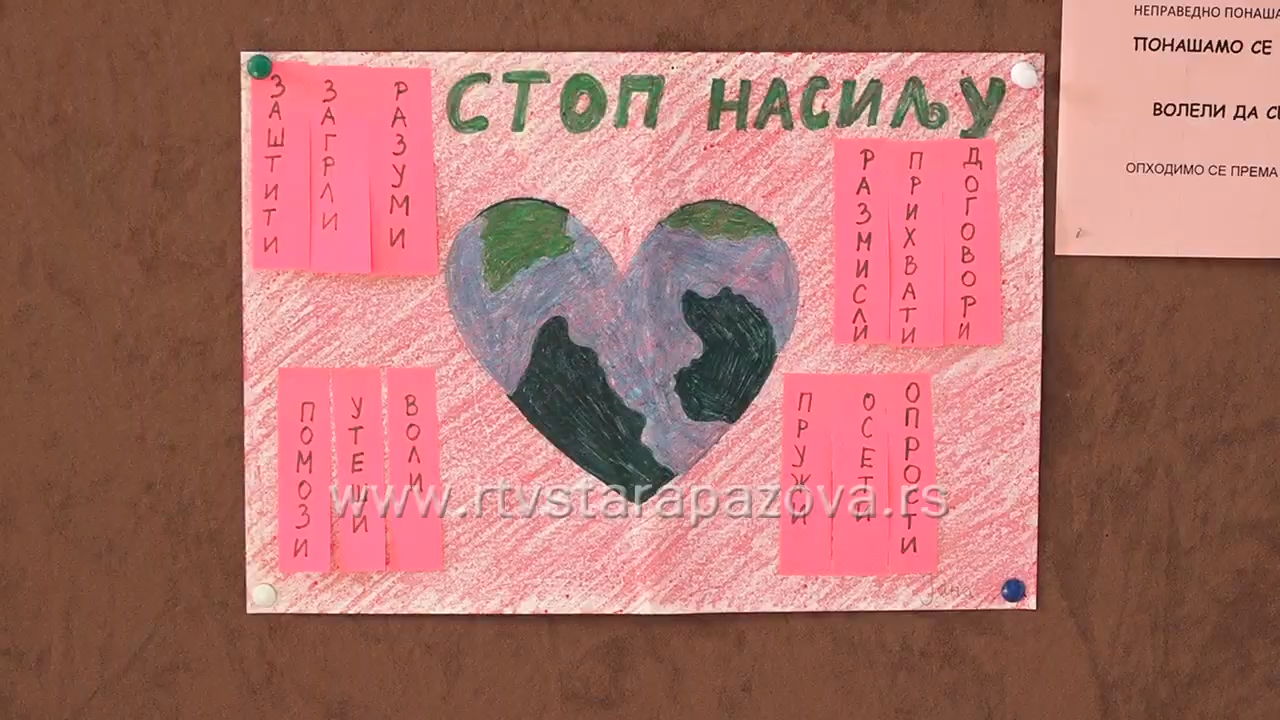 СТОП НАСИЉУ
ЗАШТИТИ
ЗАГРЛИ
РАЗУМИ
РАЗМИСЛИ
ПРИХВАТИ
ДОГОВОРИ
ПОМОЗИ
УТЕШИ
ВОЛИ
ПРУЖИ
ОСЕТИ
ОПРОСТИ
www.rtvstarapazova.rs
Јана
НЕПРАВЕДНО ПОНАША
ПОНАШАМО СЕ
ВОЛЕЛИ ДА СЕ
ОПХОДИМО СЕ ПРЕМА